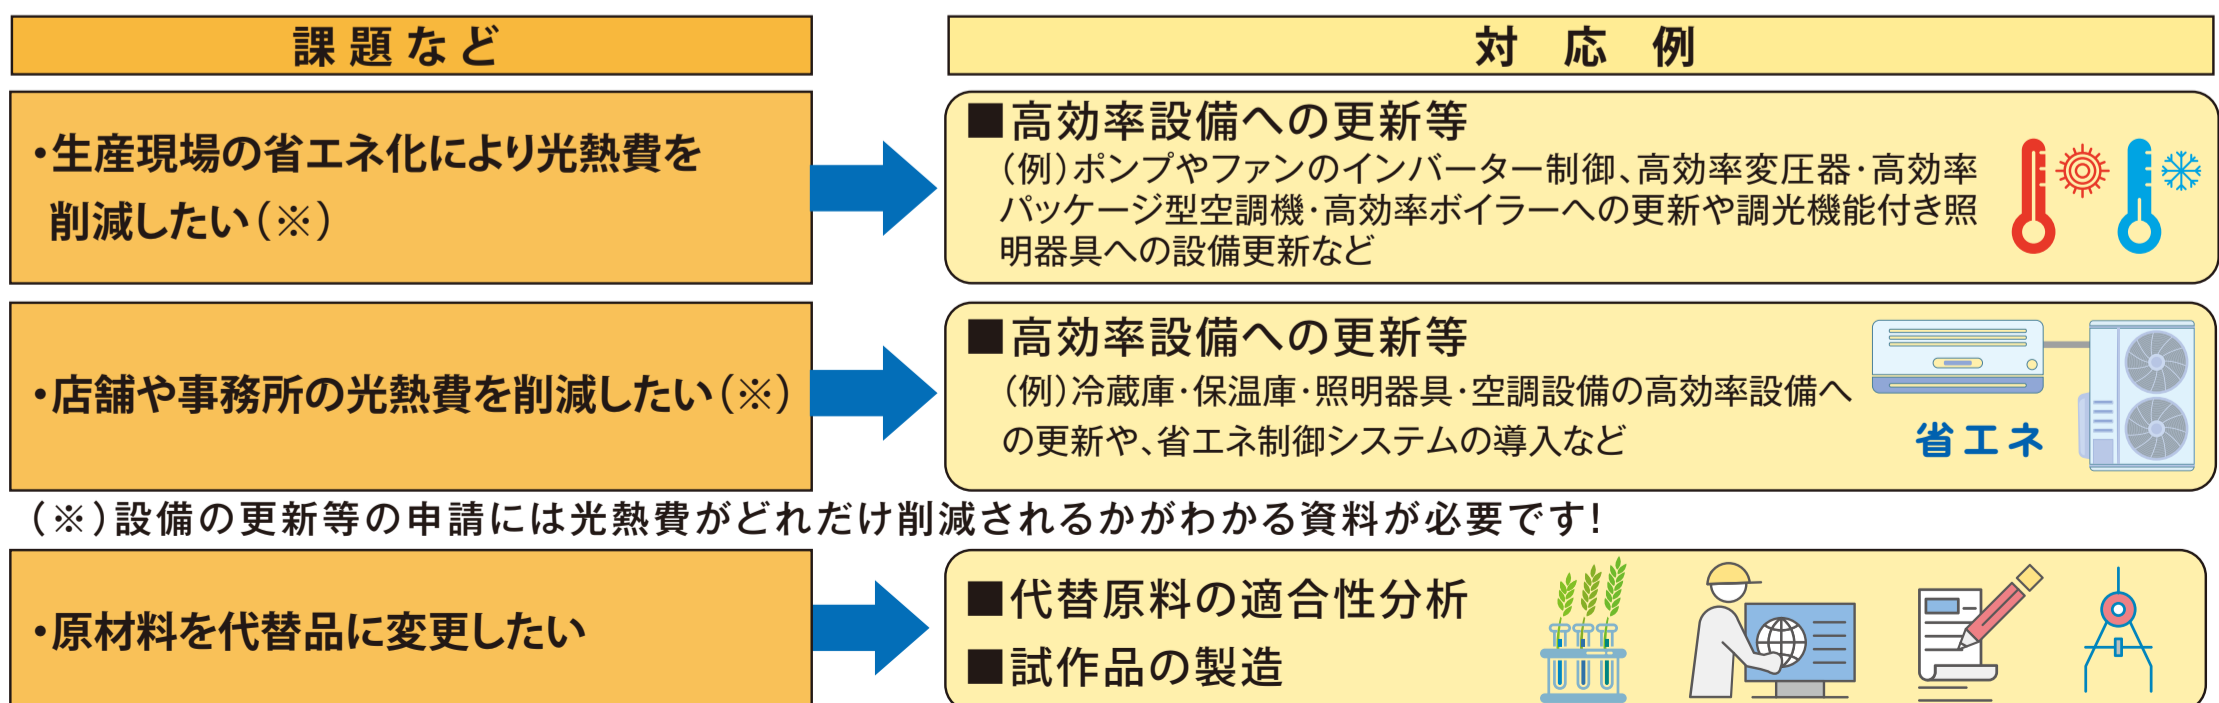 課題など
対応例
・生産現場の省エネ化により光熱費を
削減したい(※)
■高効率設備への更新等
(例)ポンプやファンのインバーター制御、高効率変圧器・高効率
パッケージ型空調機・高効率ボイラーへの更新や調光機能付き照
明器具への設備更新など
・店舗や事務所の光熱費を削減したい(※)
■高効率設備への更新等
(例)冷蔵庫・保温庫・照明器具・空調設備の高効率設備へ
の更新や、省エネ制御システムの導入など
省エネ
(※)設備の更新等の申請には光熱費がどれだけ削減されるかがわかる資料が必要です!
・原材料を代替品に変更したい
■代替原料の適合性分析
■試作品の製造